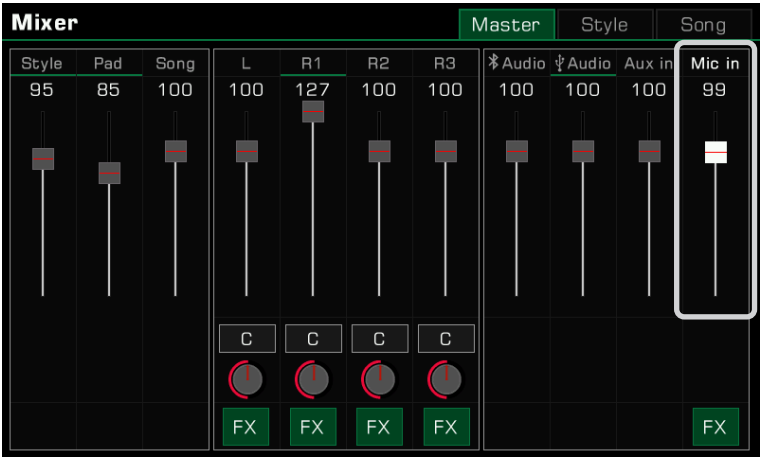 Mixer Master Style Song
Style Pad Song L R1 R2 R3 Audio Audio Aux in Mic in
95 85 100 100 127 100 100 100 100 100 99
C C C C
FX FX FX FX FX